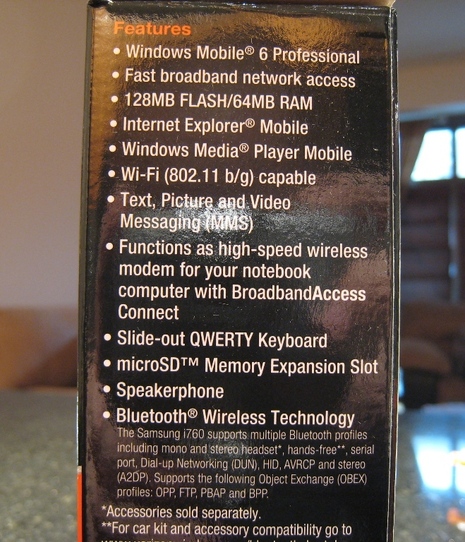 Features
• Windows Mobile® 6 Professional
• Fast broadband network access
• 128MB FLASH/64MB RAM
• Internet Explorer® Mobile
• Windows Media® Player Mobile
• Wi-Fi (802.11 b/g) capable
• Text, Picture and Video
Messaging (MMS)
• Functions as high-speed wireless
modem for your notebook
computer with BroadbandAccess
Connect
• Slide-out QWERTY Keyboard
• microSD™ Memory Expansion Slot
• Speakerphone
• Bluetooth® Wireless Technology
The Samsung i760 supports multiple Bluetooth profiles
including mono and stereo headset*, hands-free**, serial
port, Dial-up Networking (DUN), HID, AVRCP and stereo
(A2DP). Supports the following Object Exchange (OBEX)
profiles: OPP, FTP, PBAP and BPP.
*Accessories sold separately.
**For car kit and accessory compatibility go to